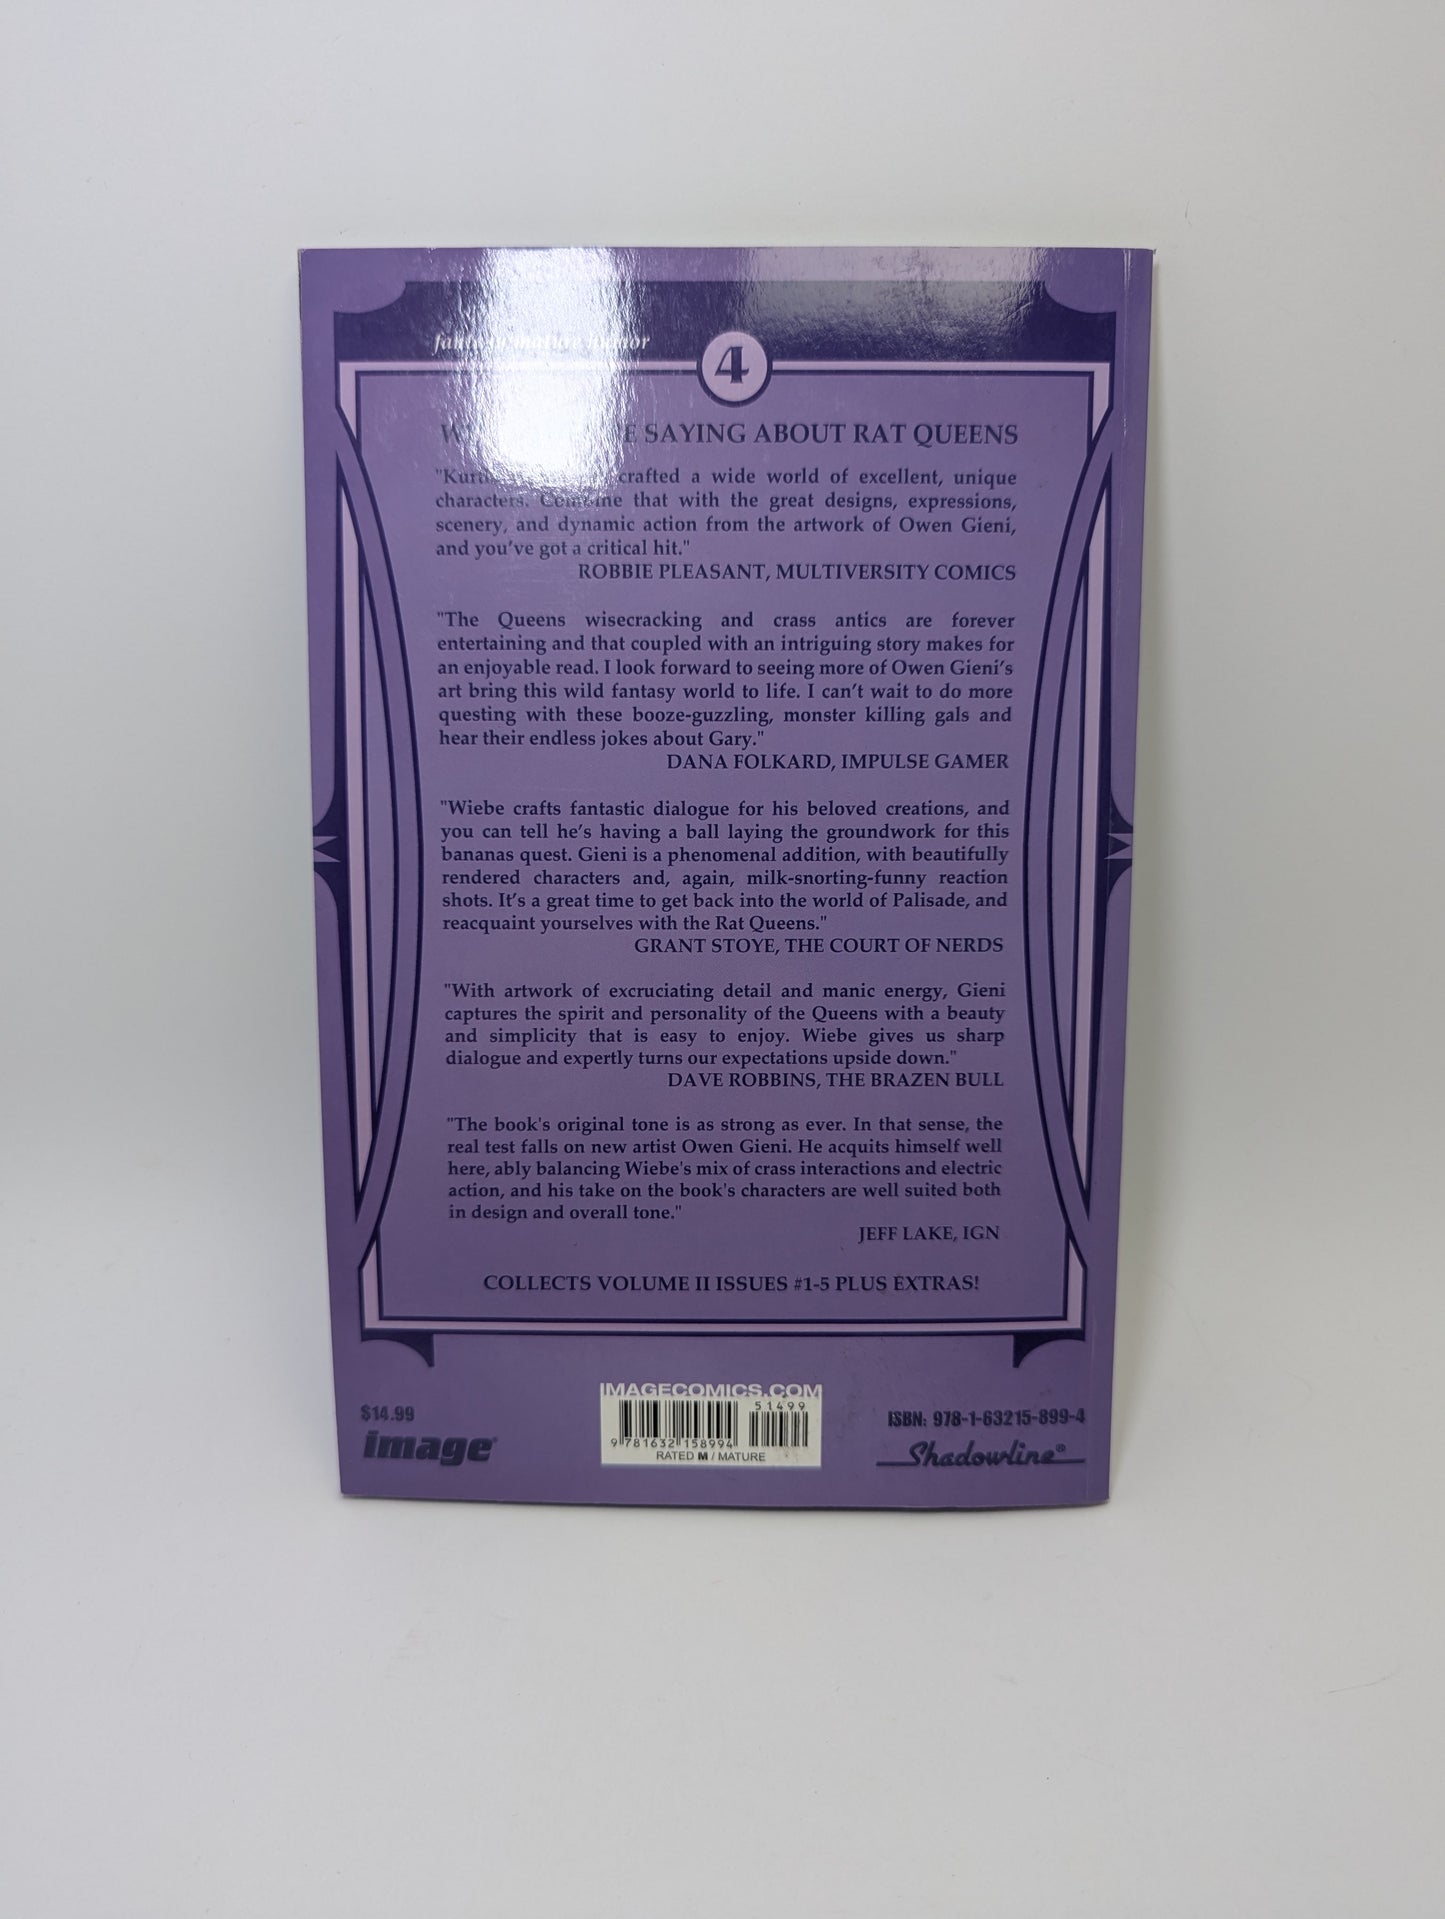 humor
4
SAYING ABOUT RAT QUEENS
crafted a wide world of excellent, unique
characters. Combine that with the great designs, expressions,
scenery, and dynamic action from the artwork of Owen Gieni,
and you've got a critical hit."
ROBBIE PLEASANT, MULTIVERSITY COMICS
"The Queens wisecracking and crass antics are forever
entertaining and that coupled with an intriguing story makes for
an enjoyable read. I look forward to seeing more of Owen Gieni's
art bring this wild fantasy world to life. I can't wait to do more
questing with these booze-guzzling, monster killing gals and
hear their endless jokes about Gary."
DANA FOLKARD, IMPULSE GAMER
"Wiebe crafts fantastic dialogue for his beloved creations, and
you can tell he's having a ball laying the groundwork for this
bananas quest. Gieni is a phenomenal addition, with beautifully
rendered characters and, again, milk-snorting-funny reaction
shots. It's a great time to get back into the world of Palisade, and
reacquaint yourselves with the Rat Queens."
GRANT STOYE, THE COURT OF NERDS
"With artwork of excruciating detail and manic energy, Gieni
captures the spirit and personality of the Queens with a beauty
and simplicity that is easy to enjoy. Wiebe gives us sharp
dialogue and expertly turns our expectations upside down."
DAVE ROBBINS, THE BRAZEN BULL
"The book's original tone is as strong as ever. In that sense, the
real test falls on new artist Owen Gieni. He acquits himself well
here, ably balancing Wiebe's mix of crass interactions and electric
action, and his take on the book's characters are well suited both
in design and overall tone."
JEFF LAKE, IGN
COLLECTS VOLUME II ISSUES #1-5 PLUS EXTRAS!
$14.99
image
IMAGECOMICS.COM
51499
9 781632 158994
RATED M / MATURE
ISBN: 978-1-63215-899-4
Shadowline®